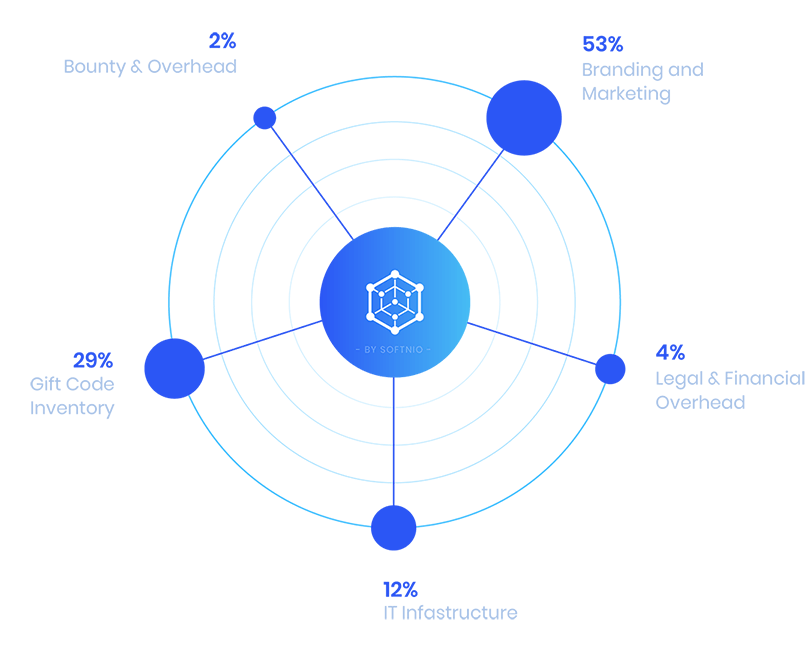 2%
Bounty & Overhead
53%
Branding and
Marketing
29%
Gift Code
Inventory
– BY SOFTNIO –
4%
Legal & Financial
Overhead
12%
IT Infastructure